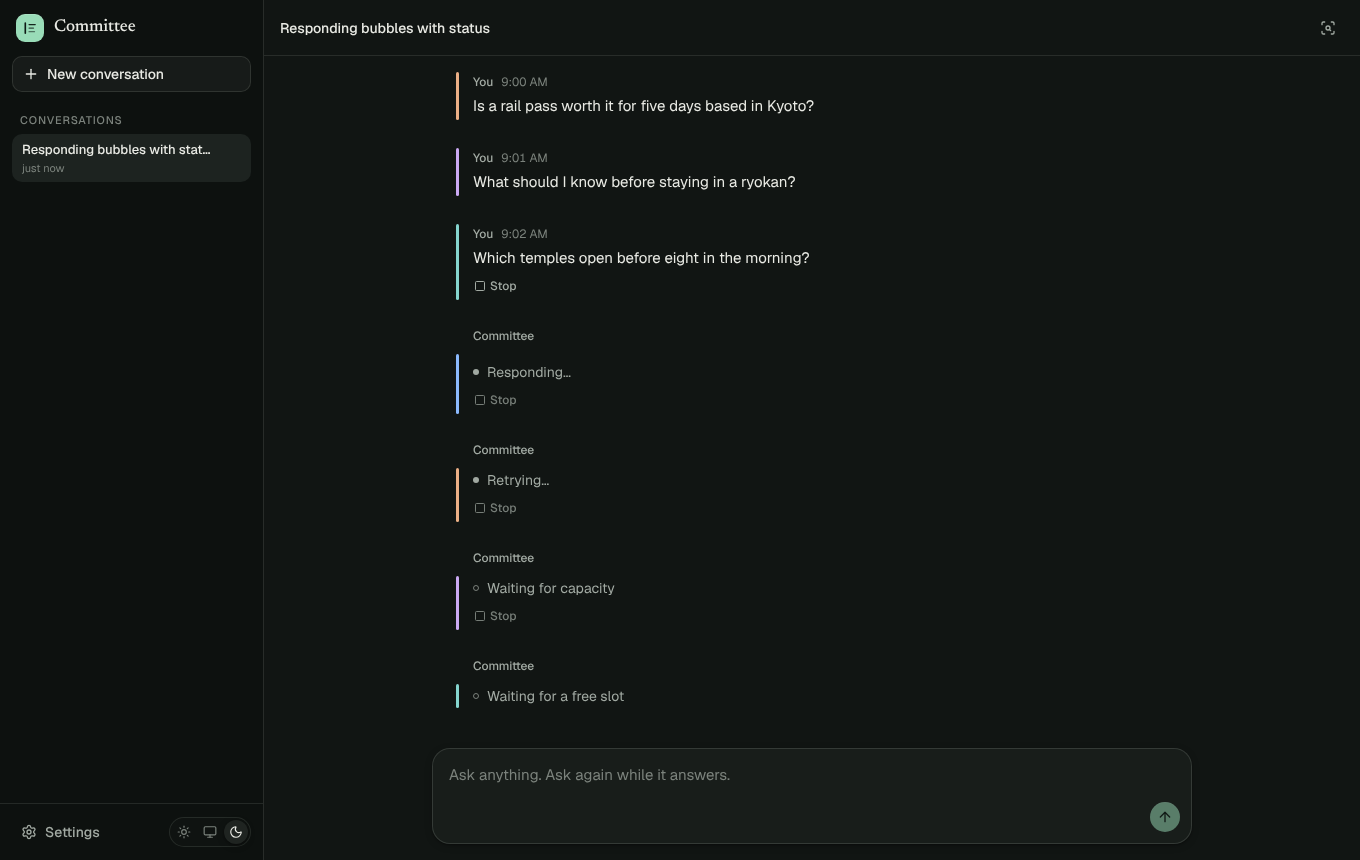 Committee
Responding bubbles with status
New conversation
CONVERSATIONS
Responding bubbles with stat...
just now
You 9:00 AM
Is a rail pass worth it for five days based in Kyoto?
You 9:01 AM
What should I know before staying in a ryokan?
You 9:02 AM
Which temples open before eight in the morning?
Stop
Committee
Responding...
Stop
Committee
Retrying...
Stop
Committee
Waiting for capacity
Stop
Committee
Waiting for a free slot
Ask anything. Ask again while it answers.
Settings